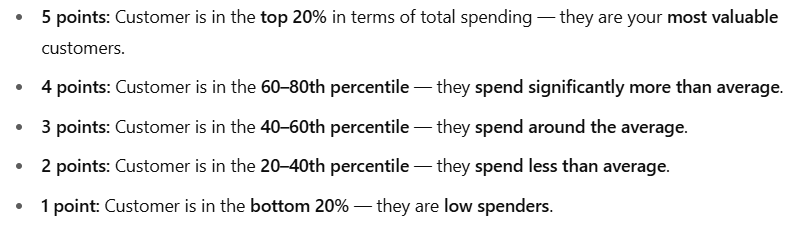 • 5 points: Customer is in the top 20% in terms of total spending — they are your most valuable
customers.
• 4 points: Customer is in the 60–80th percentile — they spend significantly more than average.
• 3 points: Customer is in the 40–60th percentile — they spend around the average.
• 2 points: Customer is in the 20–40th percentile — they spend less than average.
• 1 point: Customer is in the bottom 20% — they are low spenders.